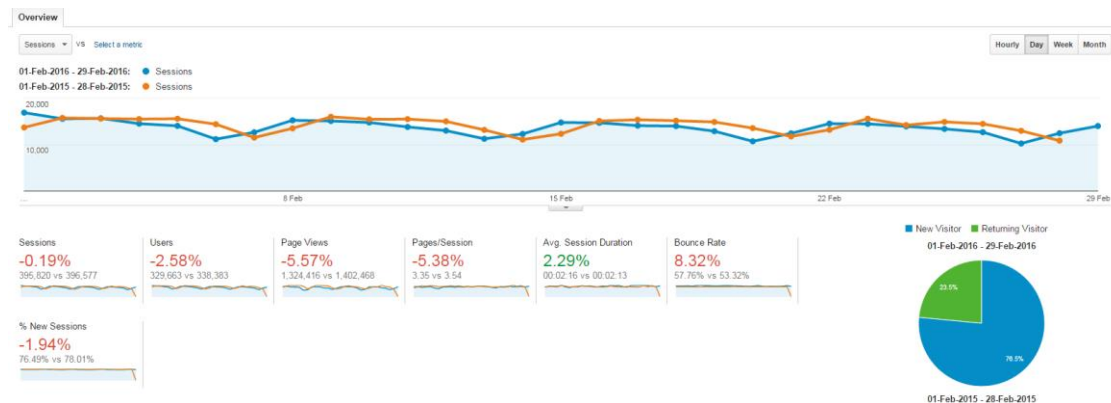 Overview
Sessions VS Select a metric
Hourly Day Week Month
01-Feb-2016 - 29-Feb-2016: Sessions
01-Feb-2015 - 28-Feb-2015: Sessions
20,000
10,000
... 8 Feb 15 Feb 22 Feb 29 Feb
Sessions
-0.19%
395,820 vs 396,577
Users
-2.58%
329,663 vs 338,383
Page Views
-5.57%
1,324,416 vs 1,402,468
Pages/Session
-5.38%
3.35 vs 3.54
Avg. Session Duration
2.29%
00:02:16 vs 00:02:13
Bounce Rate
8.32%
57.76% vs 53.32%
% New Sessions
-1.94%
76.49% vs 78.01%
New Visitor Returning Visitor
01-Feb-2016 - 29-Feb-2016
23.5%
76.5%
01-Feb-2015 - 28-Feb-2015